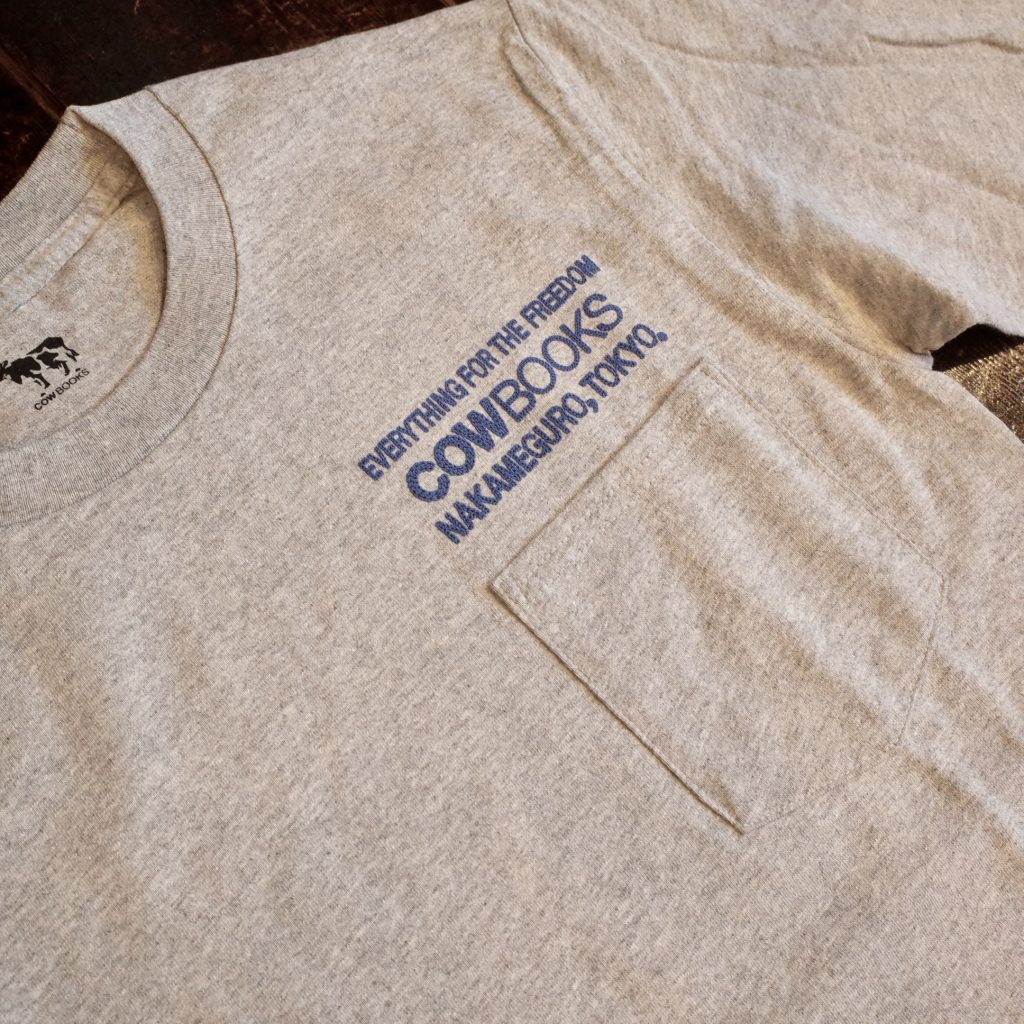 EVERYTHING FOR THE FREEDOM
COWBOOKS
NAKAMEGURO, TOKYO.
COWBOOKS